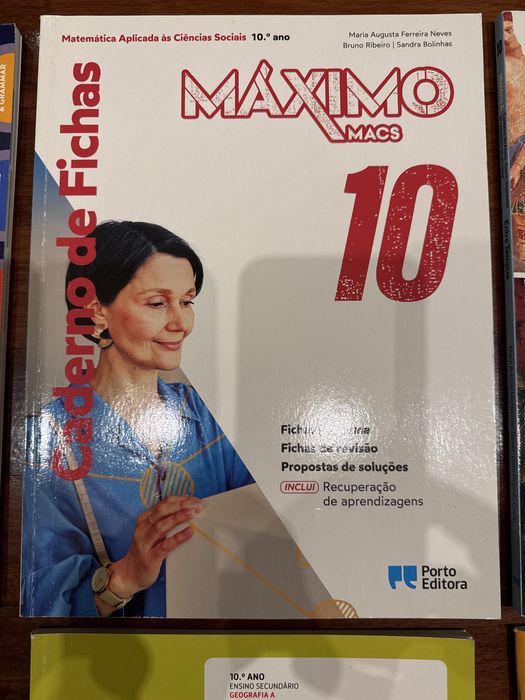 Matemática Aplicada às Ciências Sociais 10.º ano
Maria Augusta Ferreira Neves
Bruno Ribeiro | Sandra Bolinhas
MÁXIMO
MACS
10
Caderno de Fichas
Fichas
Fichas de revisão
Propostas de soluções
INCLUI Recuperação
de aprendizagens
Porto
Editora
& GRAMMAR
10.º ANO
ENSINO SECUNDÁRIO
GEOGRAFIA A